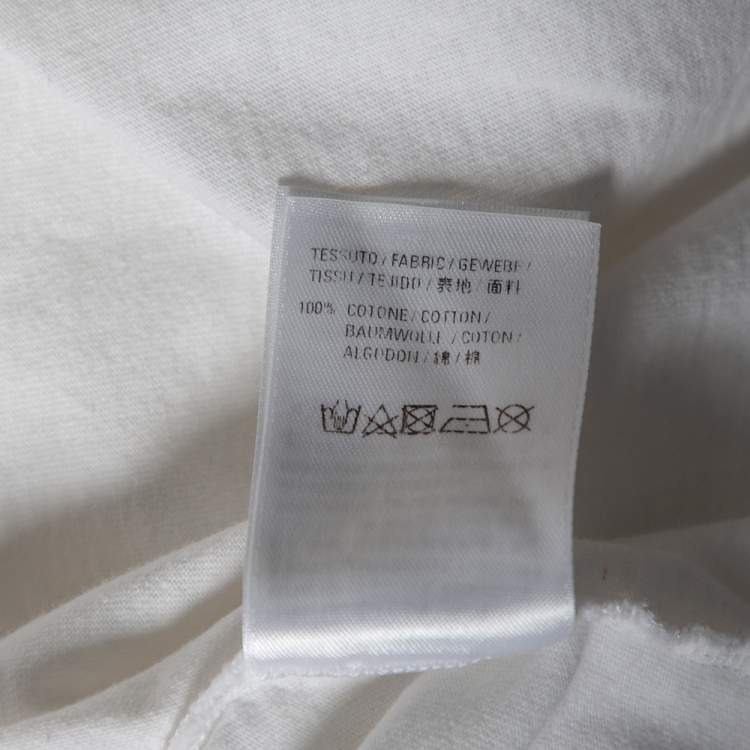 TESSUTO / FABRIC / GEWEBE /
TISSU / TEJIDO / 表地 / 面料
100% COTONE / COTTON /
BAUMWOLLE / COTON /
ALGODON / 綿 / 棉